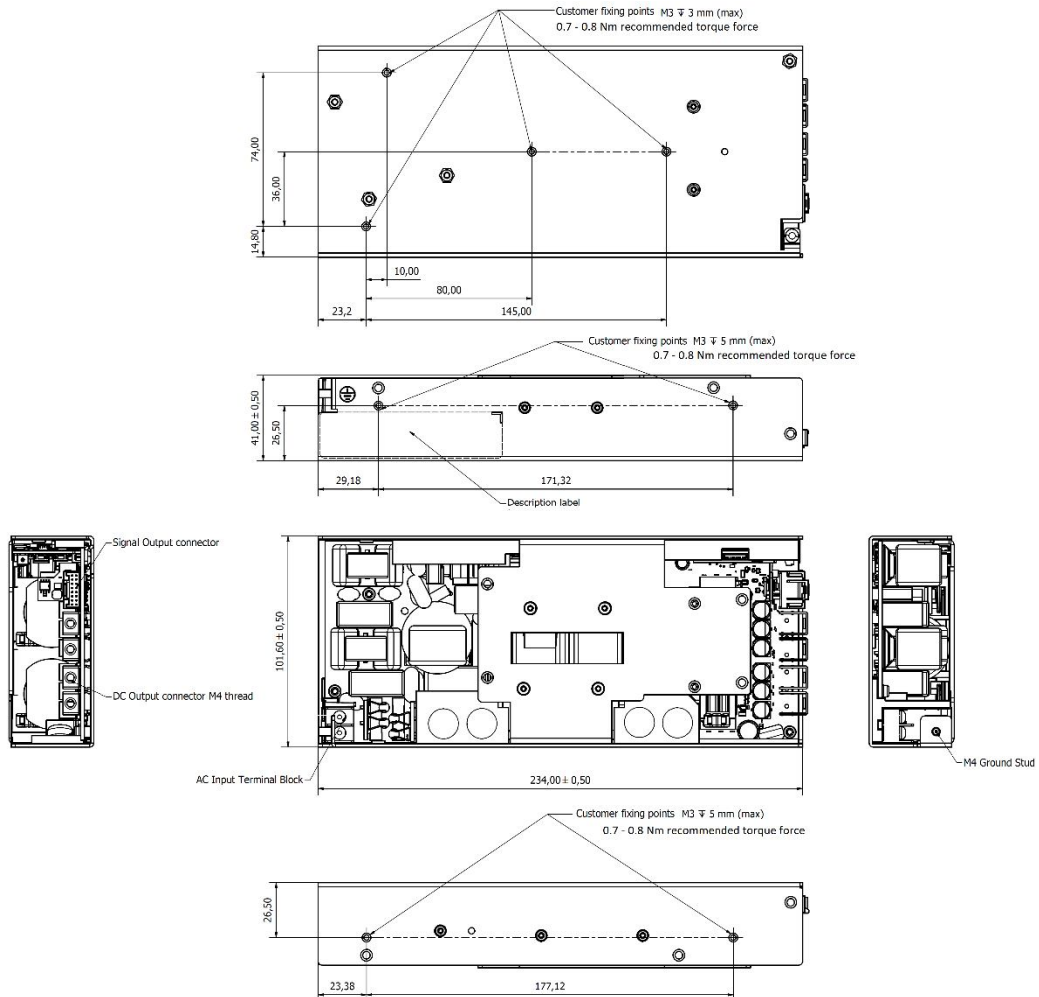 Customer fixing points M3 ↧ 3 mm (max)
0.7 - 0.8 Nm recommended torque force
74,00
36,00
14,80
10,00
80,00
23,2
145,00
Customer fixing points M3 ↧ 5 mm (max)
0.7 - 0.8 Nm recommended torque force
41,00 ± 0,50
26,50
29,18
171,32
Description label
Signal Output connector
101,60 ± 0,50
DC Output connector M4 thread
M4 Ground Stud
AC Input Terminal Block
234,00 ± 0,50
Customer fixing points M3 ↧ 5 mm (max)
0.7 - 0.8 Nm recommended torque force
26,50
23,38
177,12